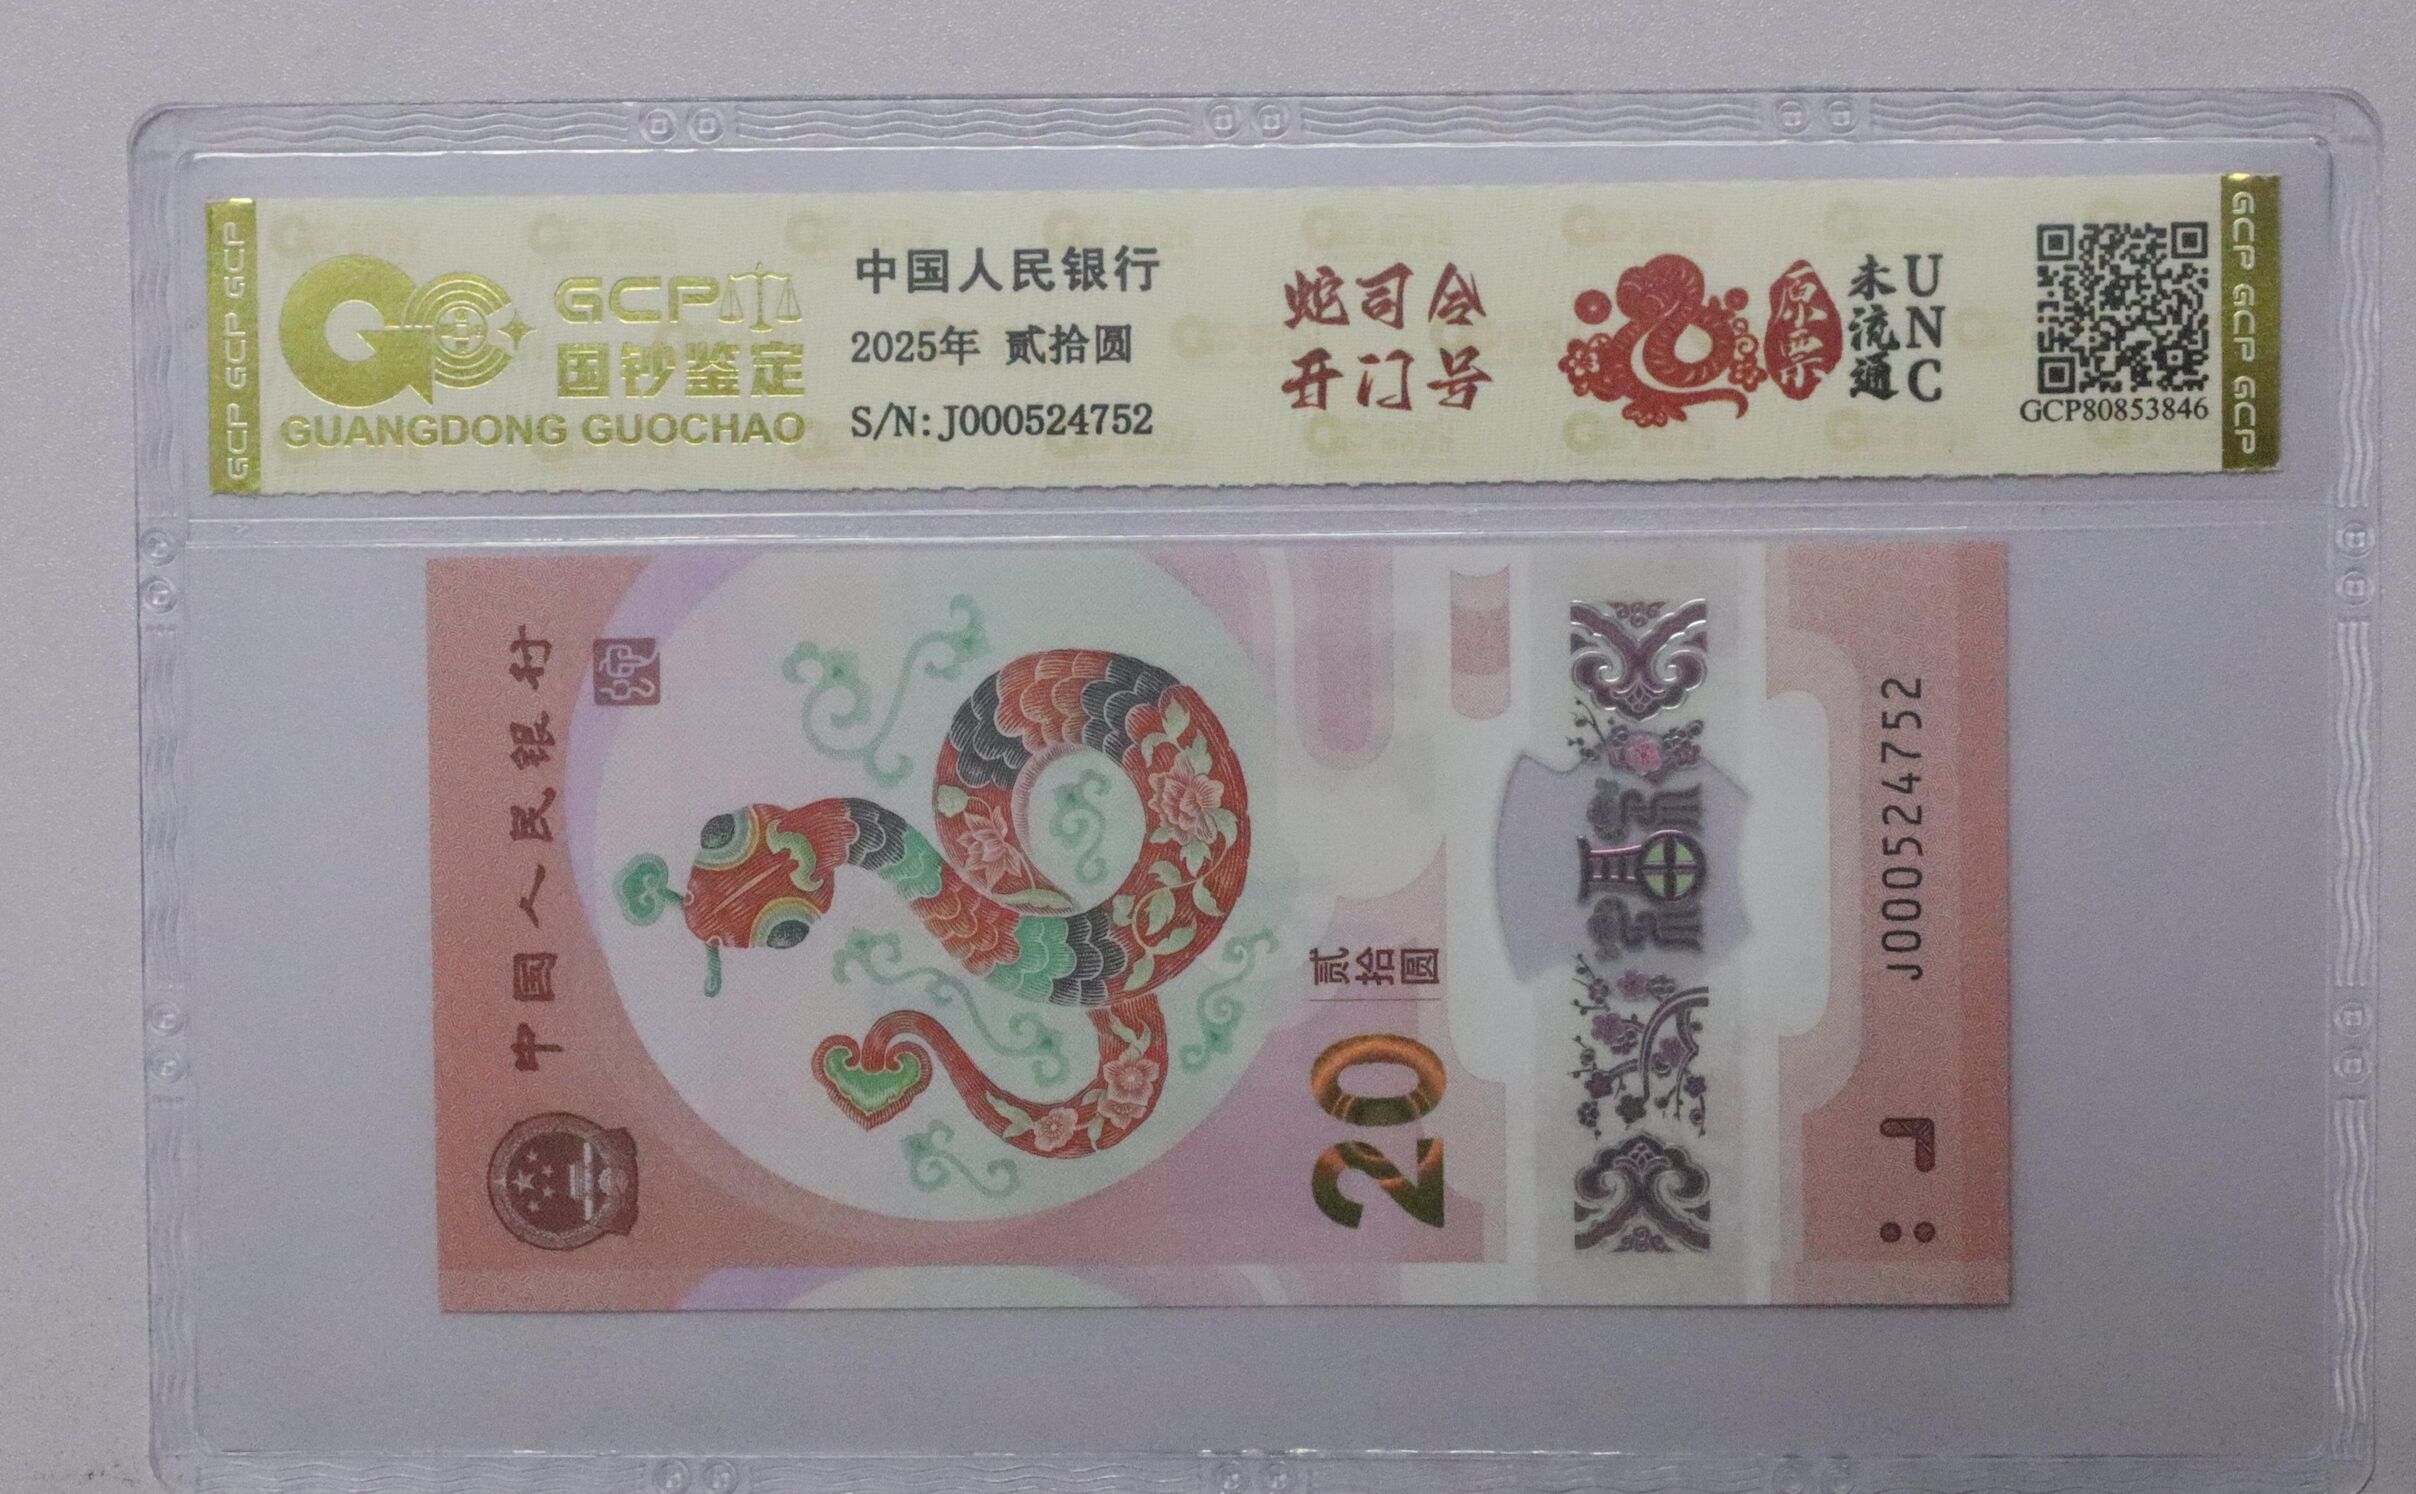 GCP GCP GCP
GCP
国钞鉴定
GUANGDONG GUOCHAO
中国人民银行
2025年 贰拾圆
S/N:J000524752
蛇司令
开门号
原票
未流通
UNC
GCP80853846
GCP GCP GCP
中国人民银行
贰拾圆
20
福
J000524752